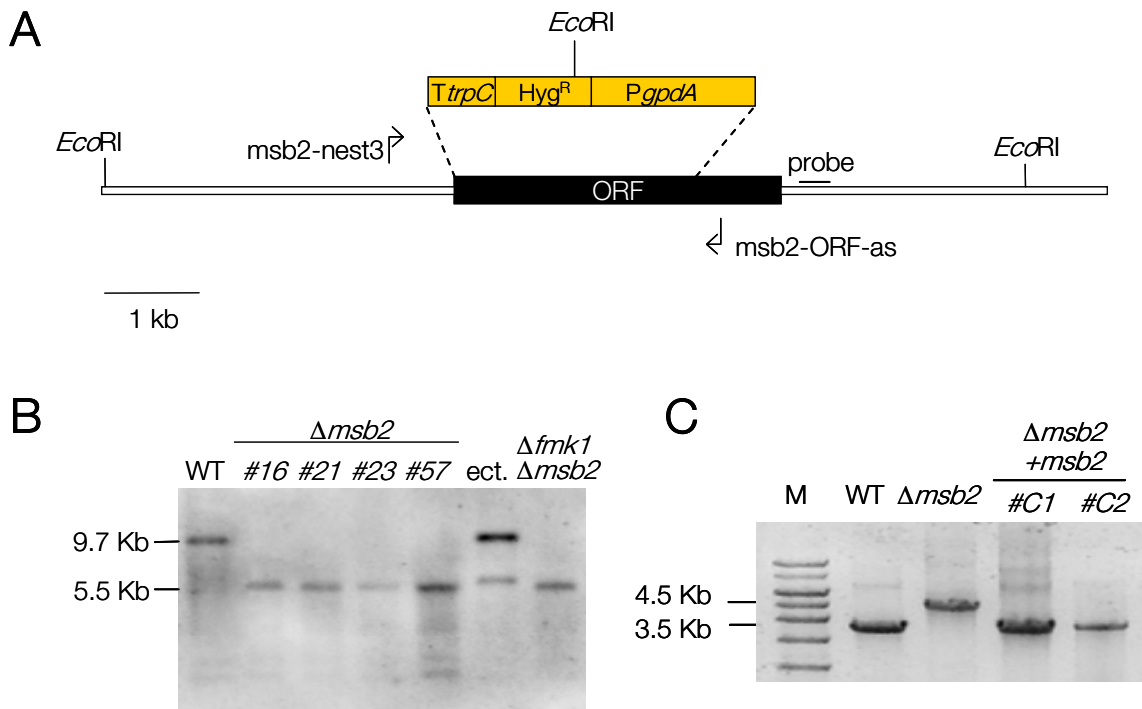 A
EcoRI
TtrpC HygR PgpdA
EcoRI
msb2-nest3
probe
EcoRI
ORF
msb2-ORF-as
1 kb
B
Δmsb2
Δfmk1
WT #16 #21 #23 #57 ect. Δmsb2
9.7 Kb
5.5 Kb
C
Δmsb2
+msb2
M WT Δmsb2 #C1 #C2
4.5 Kb
3.5 Kb